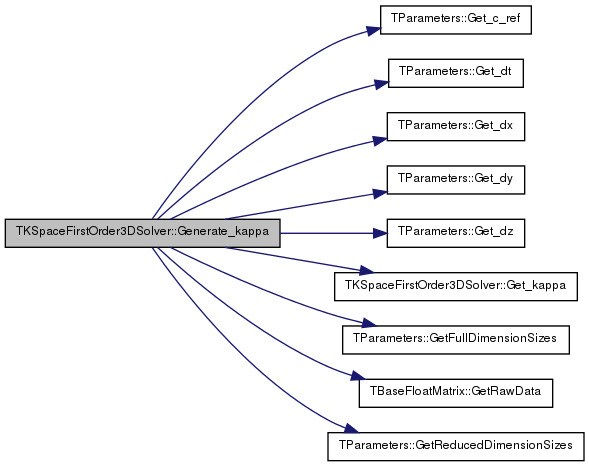 TParameters::Get_c_ref
TParameters::Get_dt
TParameters::Get_dx
TParameters::Get_dy
TKSpaceFirstOrder3DSolver::Generate_kappa
TParameters::Get_dz
TKSpaceFirstOrder3DSolver::Get_kappa
TParameters::GetFullDimensionSizes
TBaseFloatMatrix::GetRawData
TParameters::GetReducedDimensionSizes